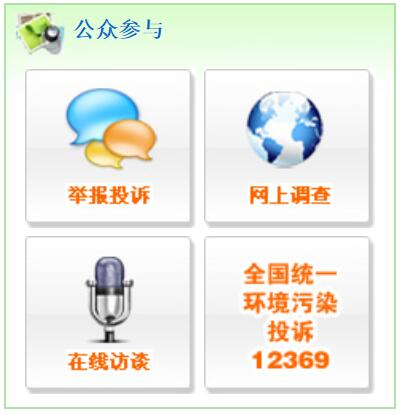 公众参与
举报投诉
网上调查
在线访谈
全国统一
环境污染
投诉
12369